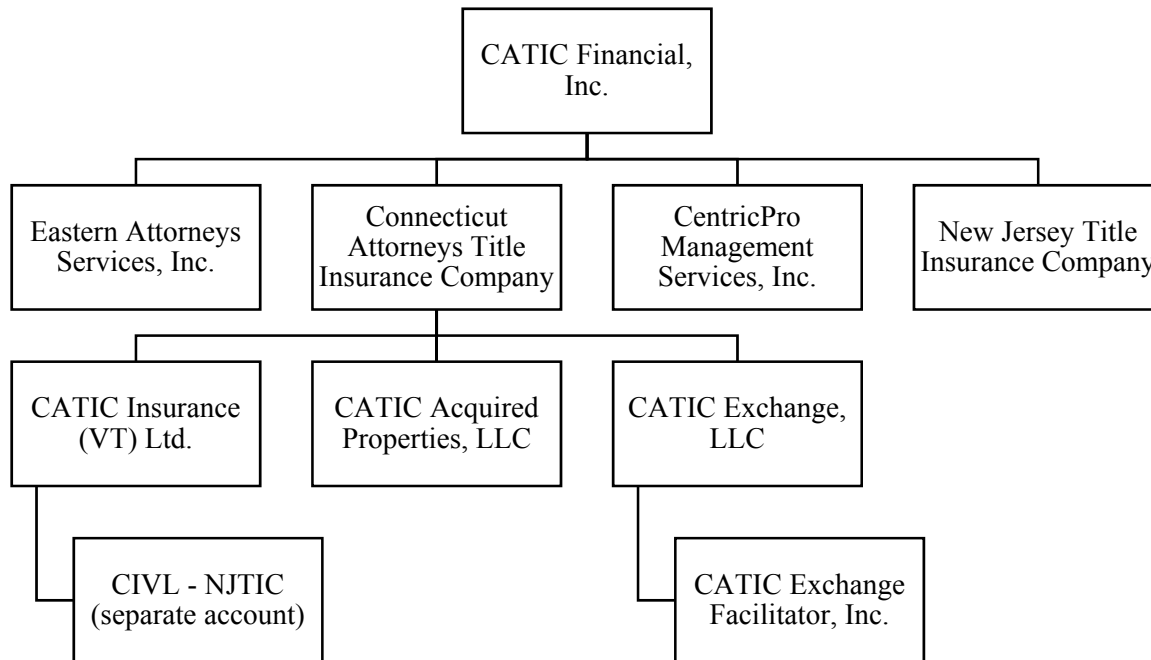 CATIC Financial,
Inc.
Eastern Attorneys
Services, Inc.
Connecticut
Attorneys Title
Insurance Company
CentricPro
Management
Services, Inc.
New Jersey Title
Insurance Company
CATIC Insurance
(VT) Ltd.
CATIC Acquired
Properties, LLC
CATIC Exchange,
LLC
CIVL - NJTIC
(separate account)
CATIC Exchange
Facilitator, Inc.